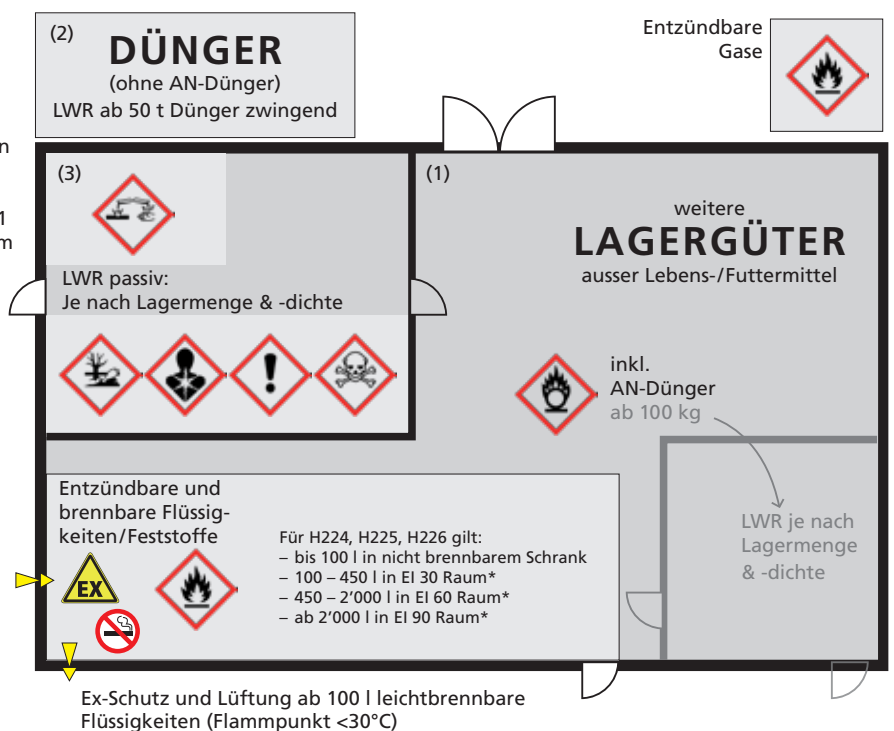 (2)
DÜNGER
(ohne AN-Dünger)
LWR ab 50 t Dünger zwingend
Entzündbare
Gase
n
1
m
(3)
LWR passiv:
Je nach Lagermenge & -dichte
(1)
weitere
LAGERGÜTER
ausser Lebens-/Futtermittel
inkl.
AN-Dünger
ab 100 kg
LWR je nach
Lagermenge
& -dichte
Entzündbare und
brennbare Flüssig-
keiten/Feststoffe
EX
Für H224, H225, H226 gilt:
– bis 100 l in nicht brennbarem Schrank
– 100 – 450 l in EI 30 Raum*
– 450 – 2'000 l in EI 60 Raum*
– ab 2'000 l in EI 90 Raum*
Ex-Schutz und Lüftung ab 100 l leichtbrennbare
Flüssigkeiten (Flammpunkt <30°C)